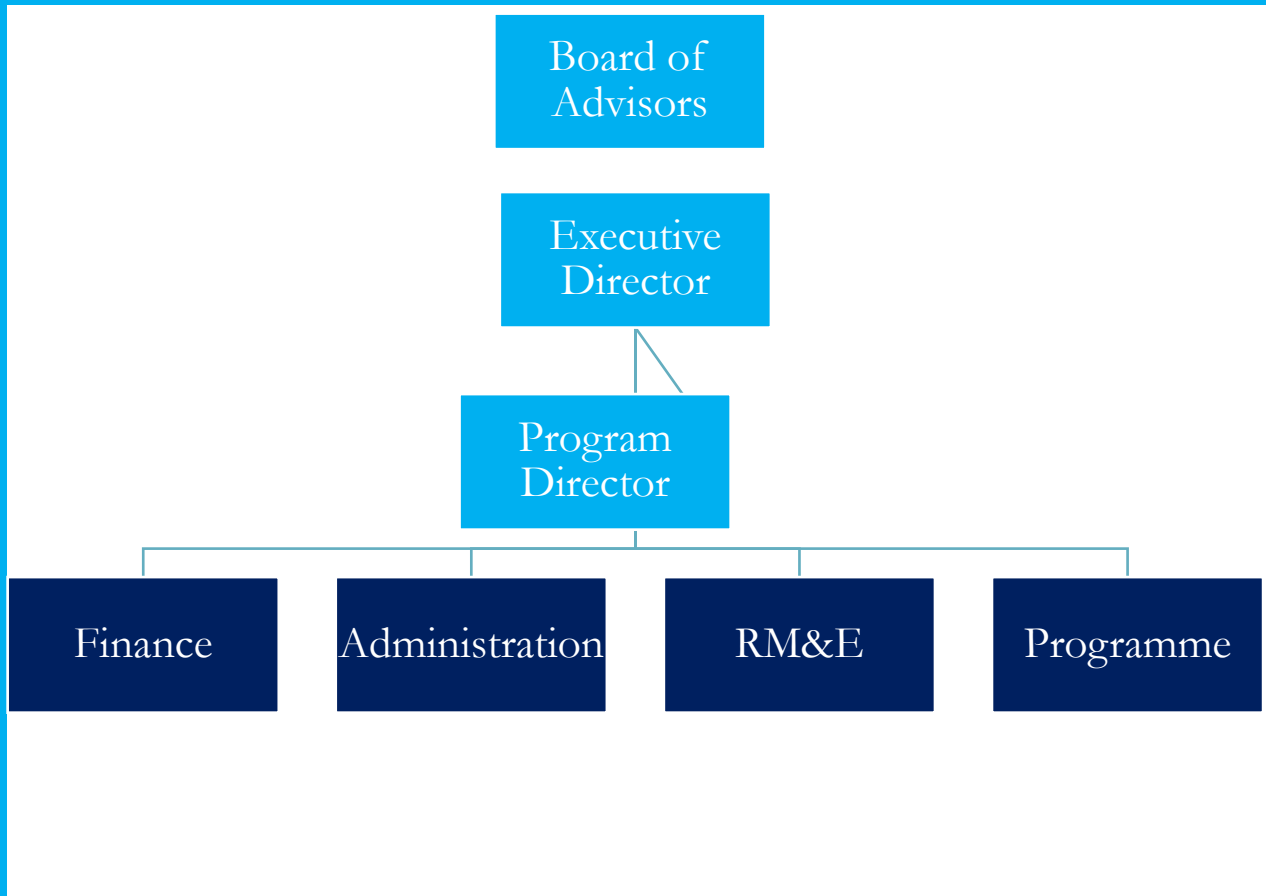 Board of
Advisors
Executive
Director
Program
Director
Finance
Administration
RM&E
Programme